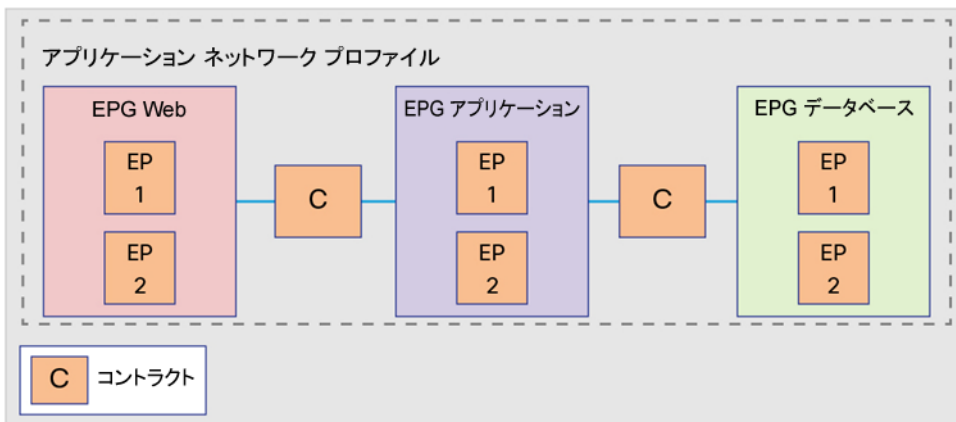 アプリケーション ネットワーク プロファイル
EPG Web
EP
1
EP
2
C
EPG アプリケーション
EP
1
EP
2
C
EPG データベース
EP
1
EP
2
C コントラクト